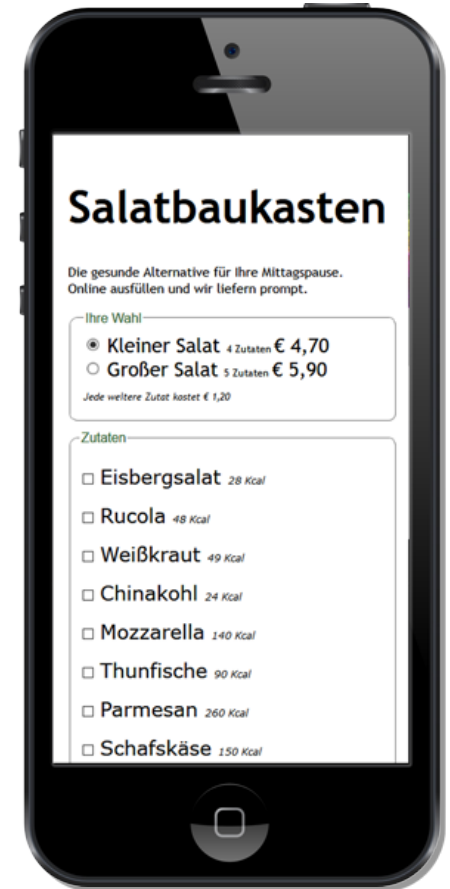 Salatbaukasten
Die gesunde Alternative für Ihre Mittagspause.
Online ausfüllen und wir liefern prompt.
Ihre Wahl
Kleiner Salat 4 Zutaten € 4,70
Großer Salat 5 Zutaten € 5,90
Jede weitere Zutat kostet € 1,20
Zutaten
Eisbergsalat 28 Kcal
Rucola 48 Kcal
Weißkraut 49 Kcal
Chinakohl 24 Kcal
Mozzarella 140 Kcal
Thunfische 90 Kcal
Parmesan 260 Kcal
Schafskäse 150 Kcal